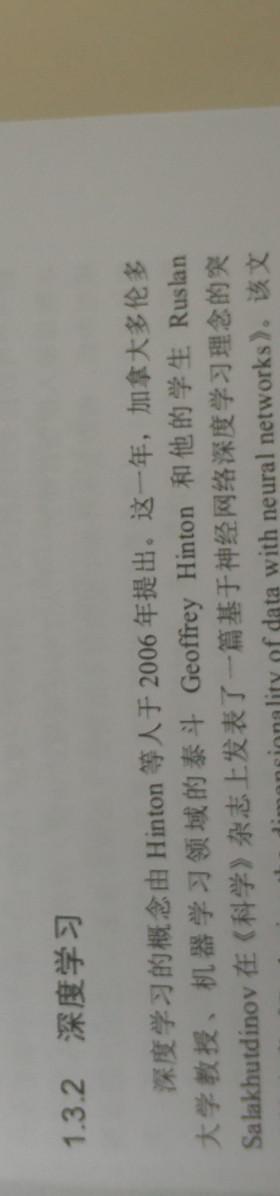 1.3.2 深度学习
深度学习的概念由 Hinton 等人于 2006 年提出。这一年，加拿大多伦多
大学教授、机器学习领域的泰斗 Geoffrey Hinton 和他的学生 Ruslan
Salakhutdinov 在《科学》杂志上发表了一篇基于神经网络深度学习理念的突
dimensionality of data with neural networks》。该文